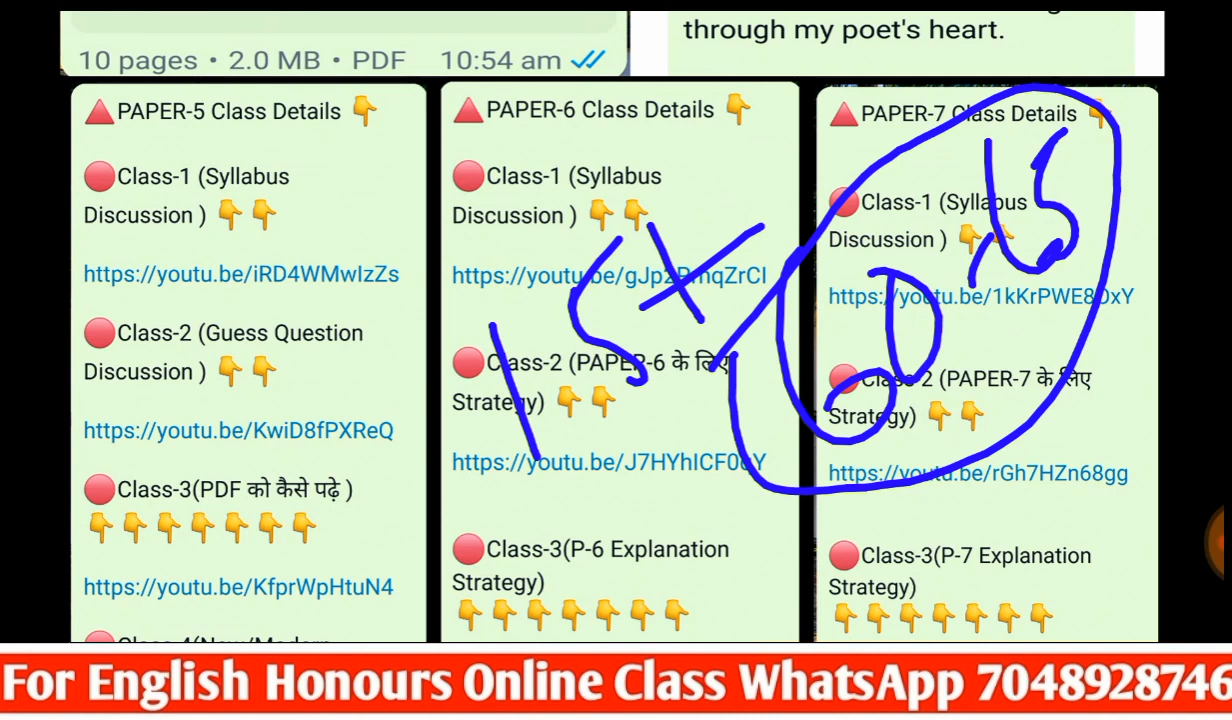 through my poet's heart.
10 pages • 2.0 MB • PDF 10:54 am
🔺PAPER-5 Class Details 👇
🔴Class-1 (Syllabus
Discussion ) 👇👇
https://youtu.be/iRD4WMwIzZs
🔴Class-2 (Guess Question
Discussion ) 👇👇
https://youtu.be/KwiD8fPXReQ
🔴Class-3(PDF को कैसे पढ़े )
👇👇👇👇👇👇👇
https://youtu.be/KfprWpHtuN4
🔺PAPER-6 Class Details 👇
🔴Class-1 (Syllabus
Discussion ) 👇👇
🔴Class-2 (PAPER-6 के लिए
Strategy) 👇👇
🔴Class-3(P-6 Explanation
Strategy)
👇👇👇👇👇👇👇
🔺PAPER-7 Class Details 👇
🔴Class-1 (Syllabus
Discussion ) 👇👇
🔴Class-2 (PAPER-7 के लिए
Strategy) 👇👇
https://youtu.be/rGh7HZn68gg
🔴Class-3(P-7 Explanation
Strategy)
👇👇👇👇👇👇👇
15
15
For English Honours Online Class WhatsApp 7048928746